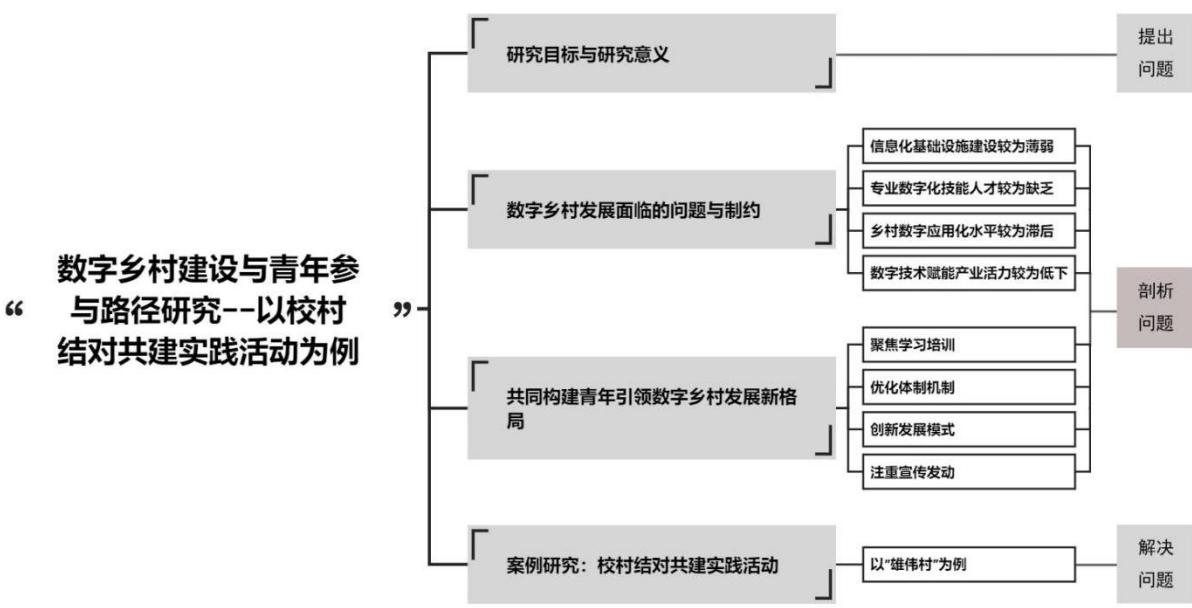 “数字乡村建设与青年参
与路径研究--以校村
结对共建实践活动为例”
研究目标与研究意义
提出
问题
数字乡村发展面临的问题与制约
信息化基础设施建设较为薄弱
专业数字化技能人才较为缺乏
乡村数字应用化水平较为滞后
数字技术赋能产业活力较为低下
共同构建青年引领数字乡村发展新格
局
聚焦学习培训
优化体制机制
创新发展模式
注重宣传发动
剖析
问题
案例研究：校村结对共建实践活动
以“雄伟村”为例
解决
问题